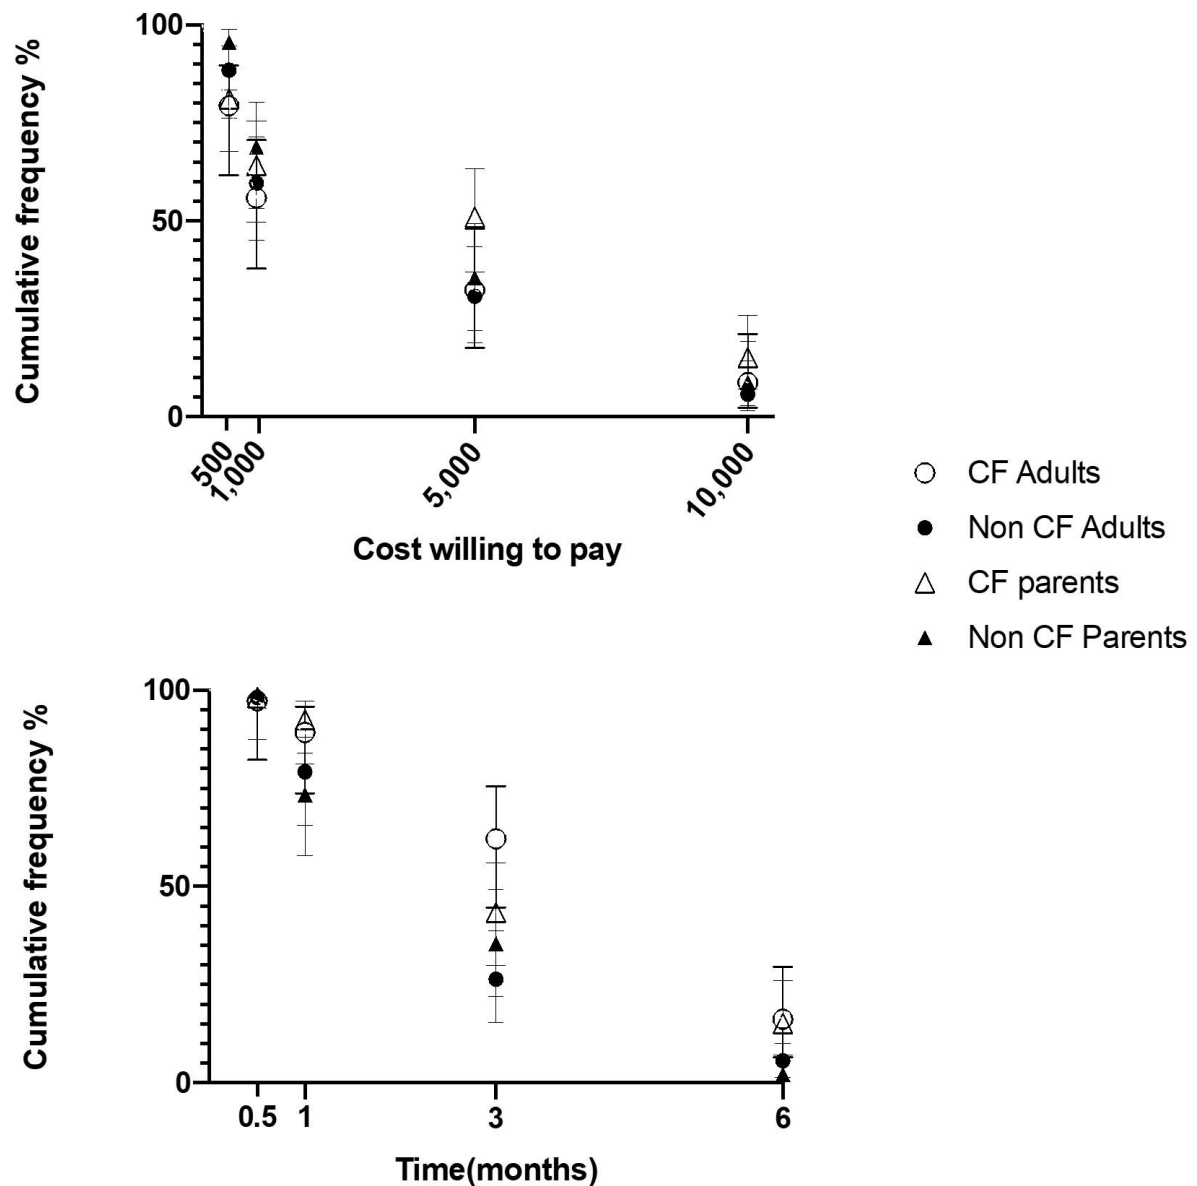 Cumulative frequency %
100
50
0
500
1,000
5,000
10,000
Cost willing to pay
CF Adults
Non CF Adults
CF parents
Non CF Parents
Cumulative frequency %
100
50
0
0.5
1
3
6
Time(months)